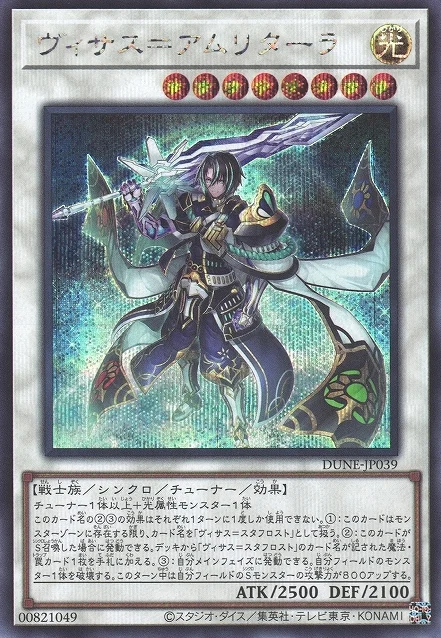 ヴィサス＝アムリターラ
光
DUNE-JP039
【戦士族／シンクロ／チューナー／効果】
チューナー1体以上＋光属性モンスター1体
このカード名の②③の効果はそれぞれ1ターンに1度しか使用できない。①：このカードはモン
スターゾーンに存在する限り、カード名を「ヴィサス＝スタフロスト」として扱う。②：このカードが
S召喚した場合に発動できる。デッキから「ヴィサス＝スタフロスト」のカード名が記された魔法・
罠カード1枚を手札に加える。③：自分メインフェイズに発動できる。自分フィールドのモンス
ター1体を破壊する。このターン中は自分フィールドのSモンスターの攻撃力が800アップする。
ATK/2500 DEF/2100
00821049
©スタジオ・ダイス／集英社・テレビ東京・KONAMI